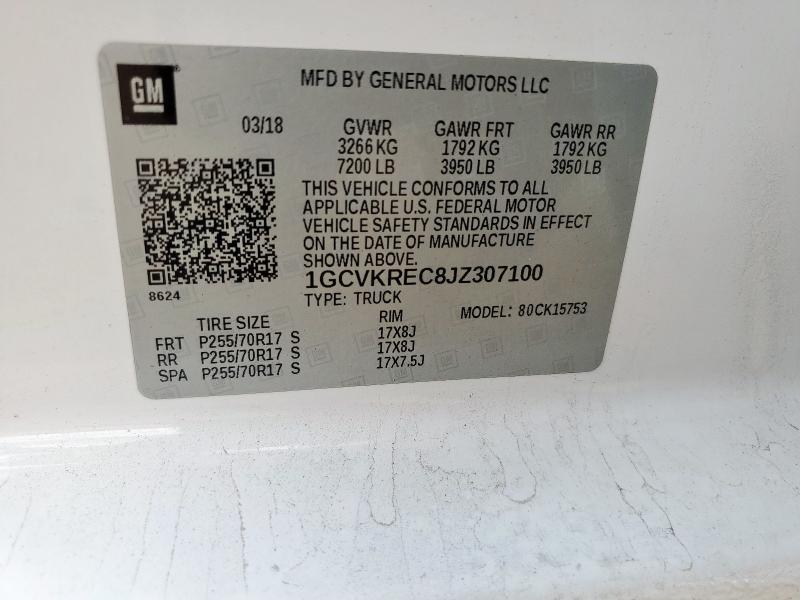 GM
MFD BY GENERAL MOTORS LLC
03/18 GVWR GAWR FRT GAWR RR
3266 KG 1792 KG 1792 KG
7200 LB 3950 LB 3950 LB
THIS VEHICLE CONFORMS TO ALL
APPLICABLE U.S. FEDERAL MOTOR
VEHICLE SAFETY STANDARDS IN EFFECT
ON THE DATE OF MANUFACTURE
SHOWN ABOVE.
1GCVKREC8JZ307100
8624
TYPE: TRUCK MODEL: 80CK15753
TIRE SIZE RIM
FRT P255/70R17 S 17X8J
RR P255/70R17 S 17X8J
SPA P255/70R17 S 17X7.5J